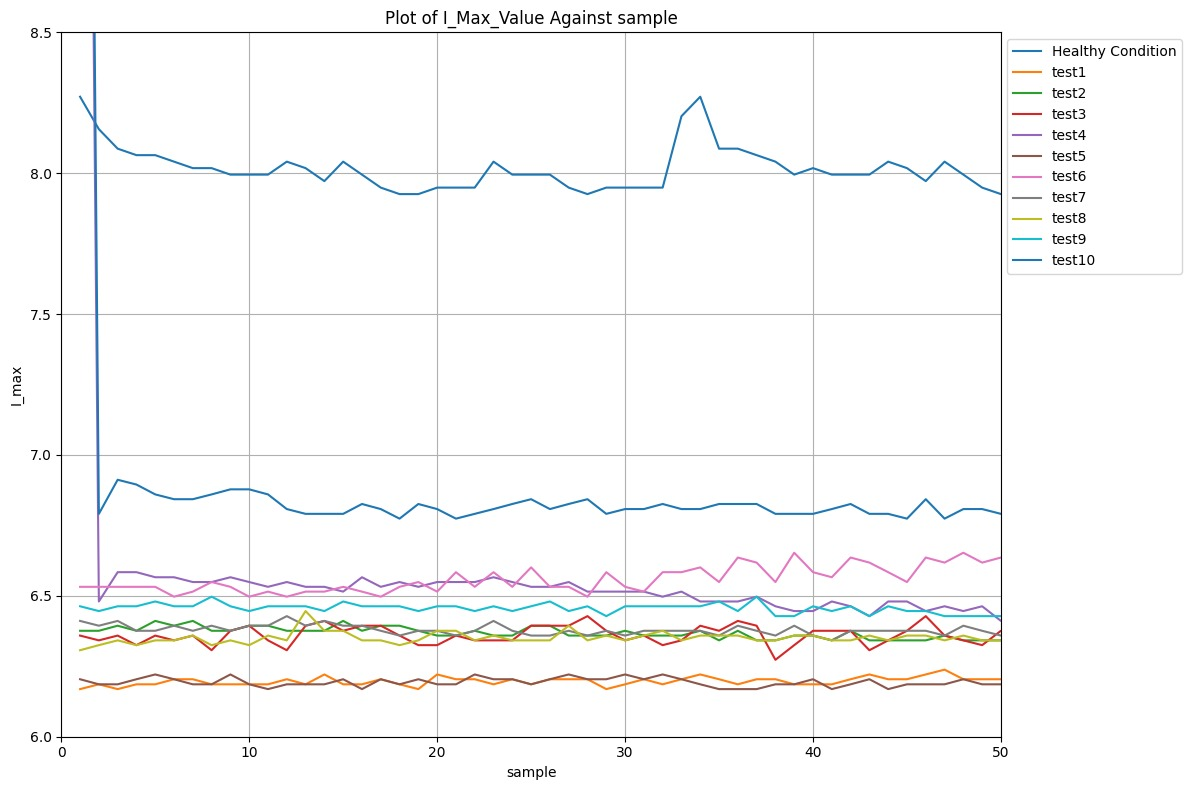 Plot of I_Max_Value Against sample
8.5
8.0
7.5
7.0
6.5
6.0
I_max
0 10 20 30 40 50
sample
Healthy Condition
test1
test2
test3
test4
test5
test6
test7
test8
test9
test10